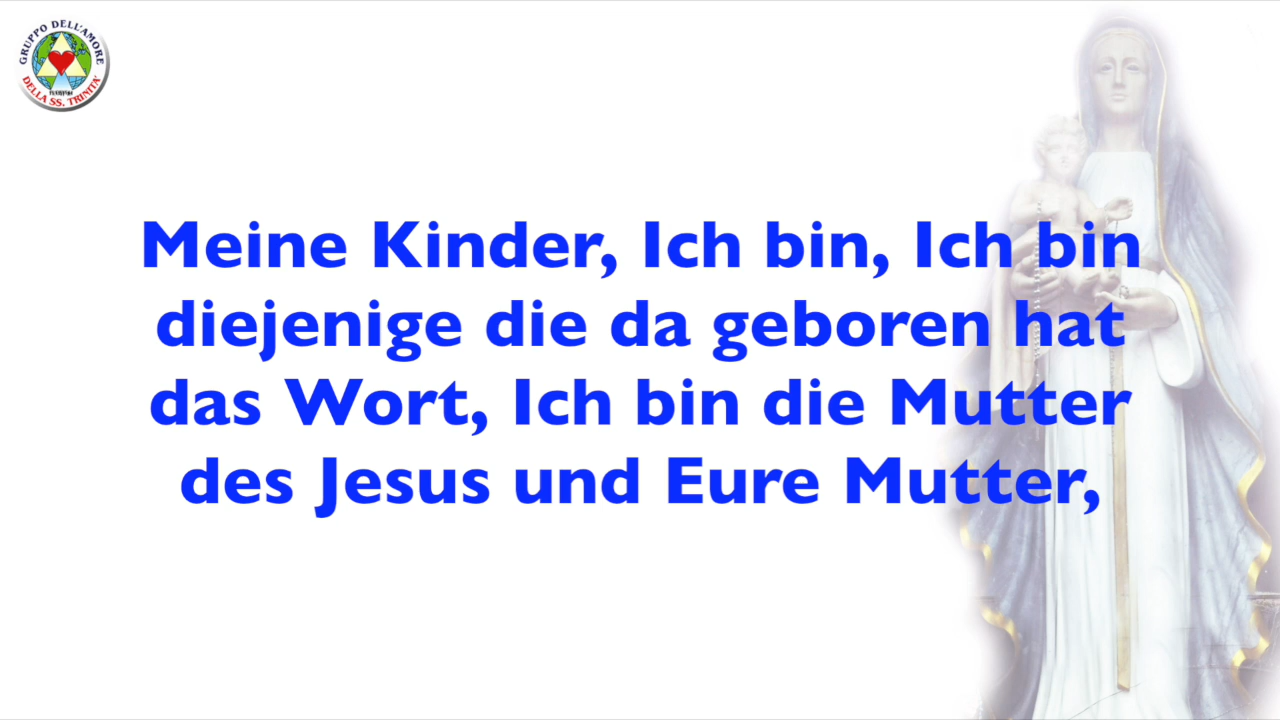 GRUPPO DELL'AMORE
DELLA SS. TRINITA'
Meine Kinder, Ich bin, Ich bin
diejenige die da geboren hat
das Wort, Ich bin die Mutter
des Jesus und Eure Mutter,